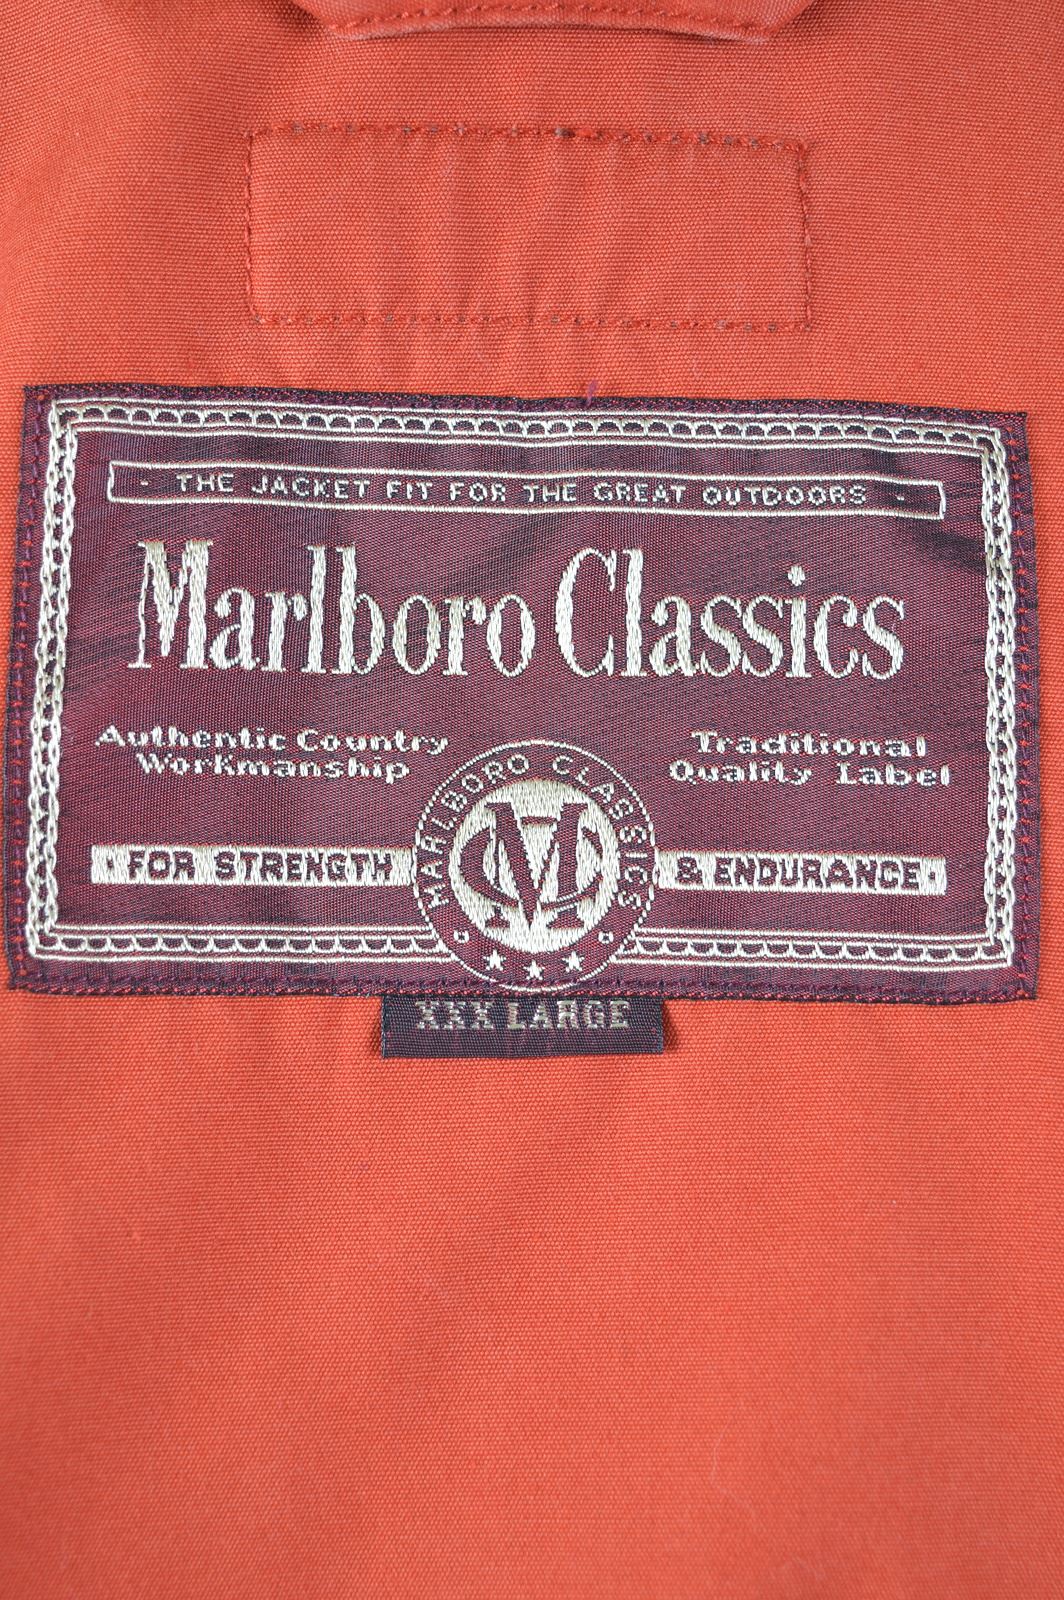 · THE JACKET FIT FOR THE GREAT OUTDOORS ·
Marlboro Classics
Authentic Country
Workmanship
Traditional
Quality Label
MARLBORO CLASSICS
MC
· FOR STRENGTH
& ENDURANCE ·
XXX LARGE